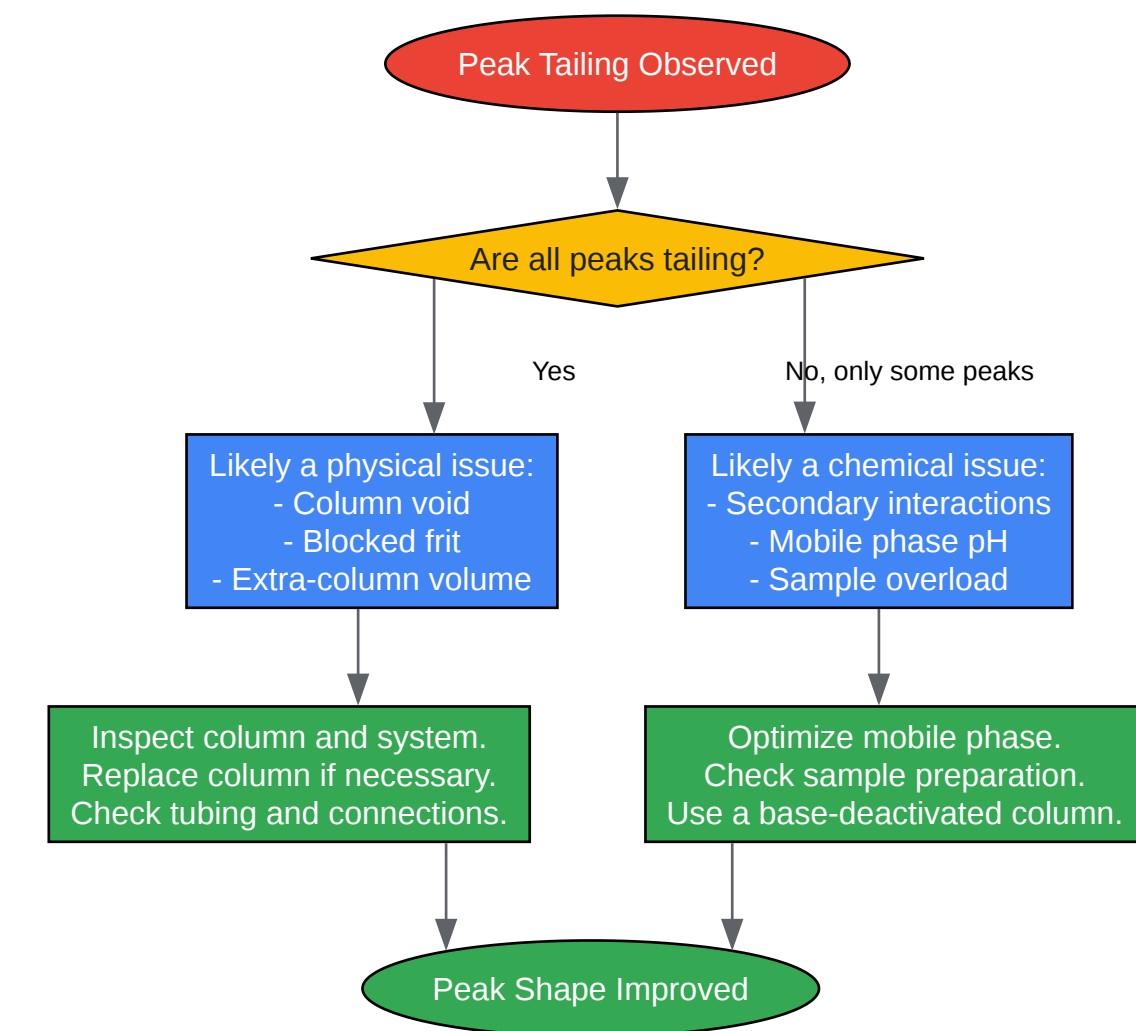 Peak Tailing Observed
Are all peaks tailing?
Yes
No, only some peaks
Likely a physical issue:
- Column void
- Blocked frit
- Extra-column volume
Likely a chemical issue:
- Secondary interactions
- Mobile phase pH
- Sample overload
Inspect column and system.
Replace column if necessary.
Check tubing and connections.
Optimize mobile phase.
Check sample preparation.
Use a base-deactivated column.
Peak Shape Improved